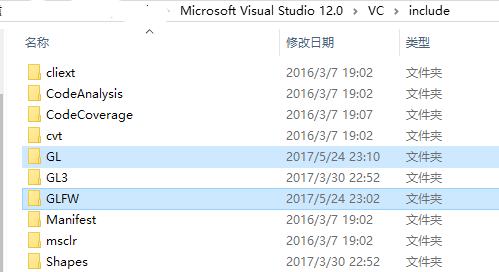 Microsoft Visual Studio 12.0 > VC > include
名称 修改日期 类型
cliext 2016/3/7 19:02 文件夹
CodeAnalysis 2016/3/7 19:02 文件夹
CodeCoverage 2016/3/7 19:07 文件夹
cvt 2016/3/7 19:02 文件夹
GL 2017/5/24 23:10 文件夹
GL3 2017/3/30 22:52 文件夹
GLFW 2017/5/24 23:02 文件夹
Manifest 2016/3/7 19:02 文件夹
msclr 2016/3/7 19:02 文件夹
Shapes 2017/3/30 22:52 文件夹